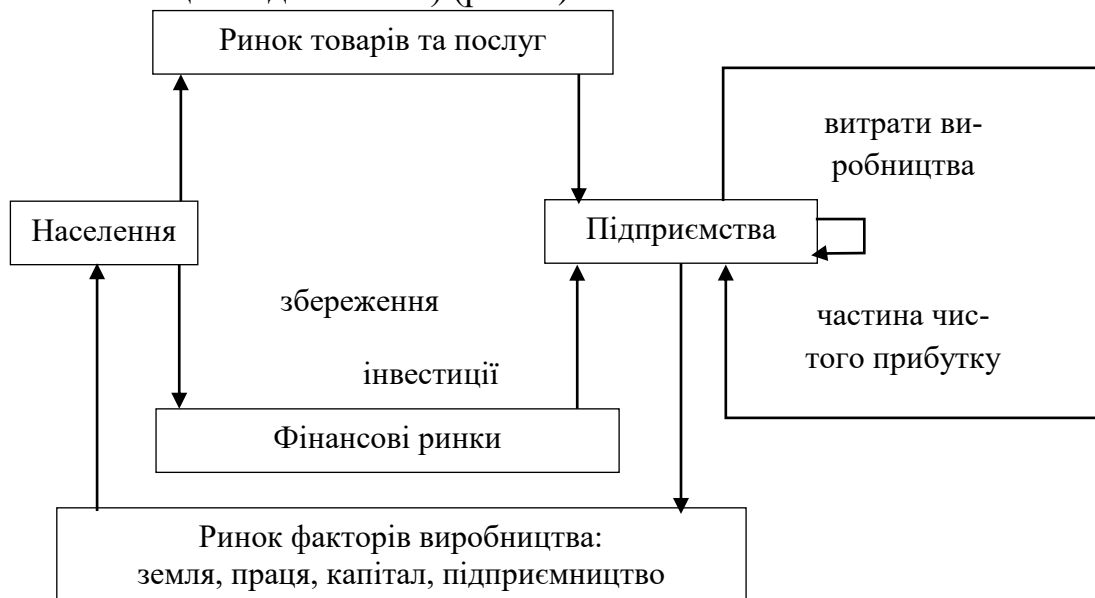 Ринок товарів та послуг
витрати ви-
робництва
Населення
Підприємства
збереження
частина чис-
того прибутку
інвестиції
Фінансові ринки
Ринок факторів виробництва:
земля, праця, капітал, підприємництво